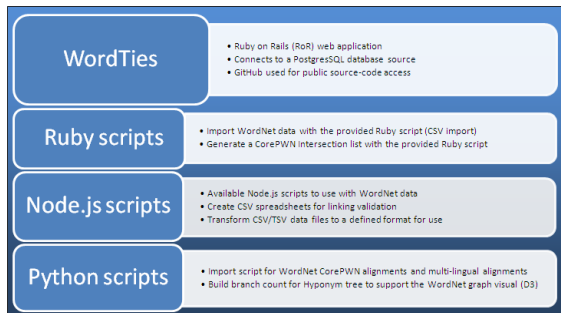 WordTies
• Ruby on Rails (RoR) web application
• Connects to a PostgresSQL database source
• GitHub used for public source-code access
Ruby scripts
• Import WordNet data with the provided Ruby script (CSV import)
• Generate a CorePWN Intersection list with the provided Ruby script
Node.js scripts
• Available Node.js scripts to use with WordNet data
• Create CSV spreadsheets for linking validation
• Transform CSV/TSV data files to a defined format for use
Python scripts
• Import script for WordNet CorePWN alignments and multi-lingual alignments
• Build branch count for Hyponym tree to support the WordNet graph visual (D3)